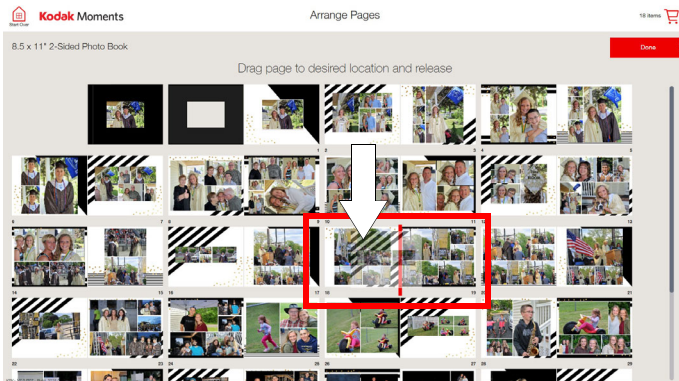 Start Over
Kodak Moments
Arrange Pages
18 items
8.5 x 11" 2-Sided Photo Book
Done
Drag page to desired location and release
1 2 3 4 5
6 7 8 9 10 11 12
14 15 16 17 18 19 20 21
22 23 24 25 26 27 28 29